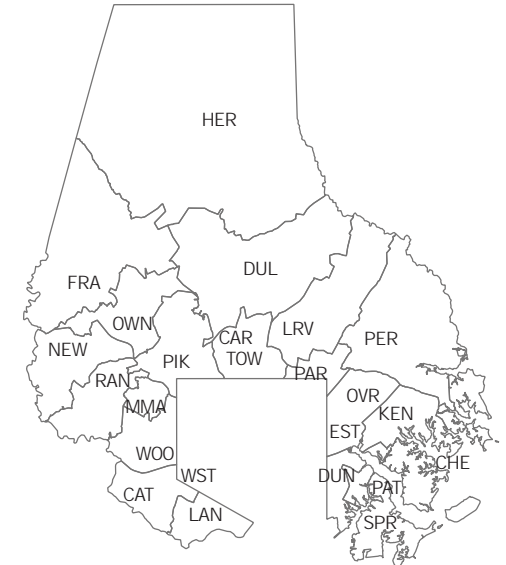 HER
DUL
FRA
OWN
CAR
LRV
NEW
TOW
PER
PIK
RAN
PAR
MMA
OVR
KEN
EST
WOO
CHE
WST
DUN
CAT
PAT
LAN
SPR